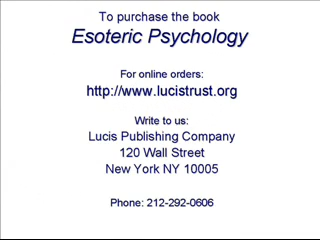 To purchase the book
Esoteric Psychology
For online orders:
http://www.lucistrust.org
Write to us:
Lucis Publishing Company
120 Wall Street
New York NY 10005
Phone: 212-292-0606